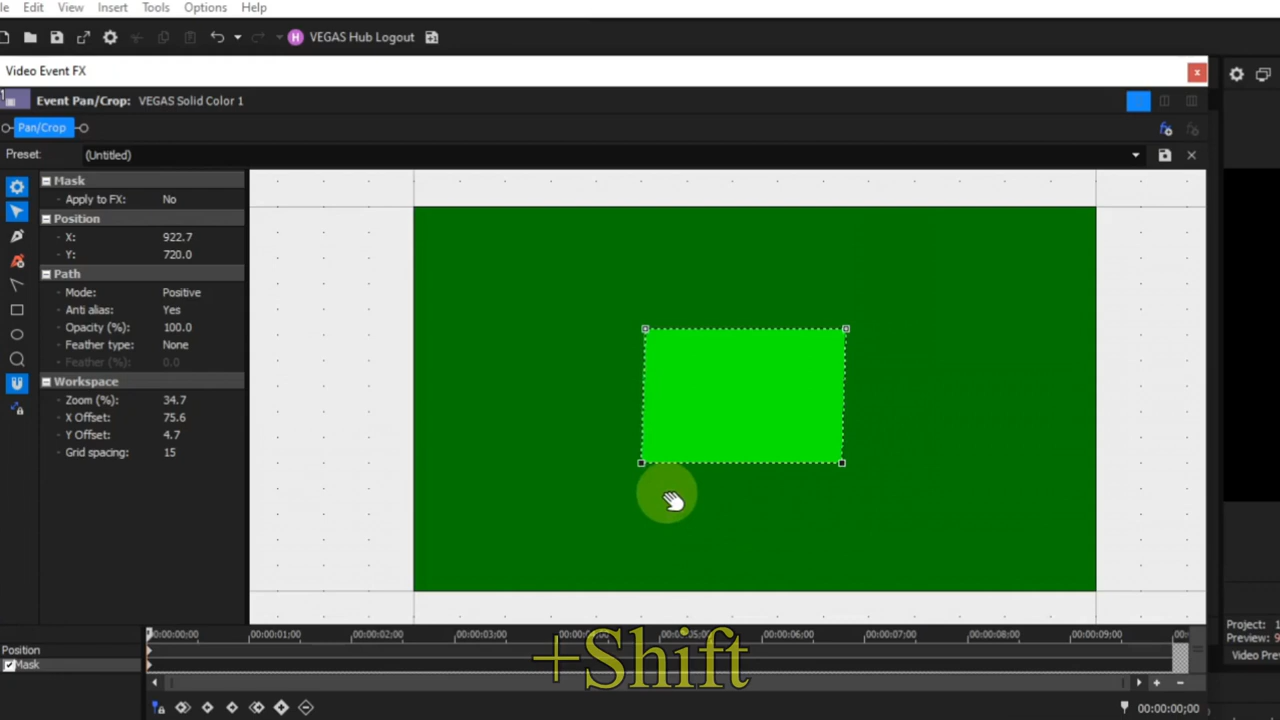 le Edit View Insert Tools Options Help
VEGAS Hub Logout
Video Event FX
Event Pan/Crop: VEGAS Solid Color 1
Pan/Crop
Preset: (Untitled)
Mask
Apply to FX: No
Position
X: 922.7
Y: 720.0
Path
Mode: Positive
Anti alias: Yes
Opacity (%): 100.0
Feather type: None
Feather (%): 0.0
Workspace
Zoom (%): 34.7
X Offset: 75.6
Y Offset: 4.7
Grid spacing: 15
00:00:00:00 00:00:01:00 00:00:02:00 00:00:03:00 00:00:06:00 00:00:07:00 00:00:08:00 00:00:09:00 00:
Position
Mask
+Shift
Project: 1
Preview: 9
Video Pre
00:00:00;00